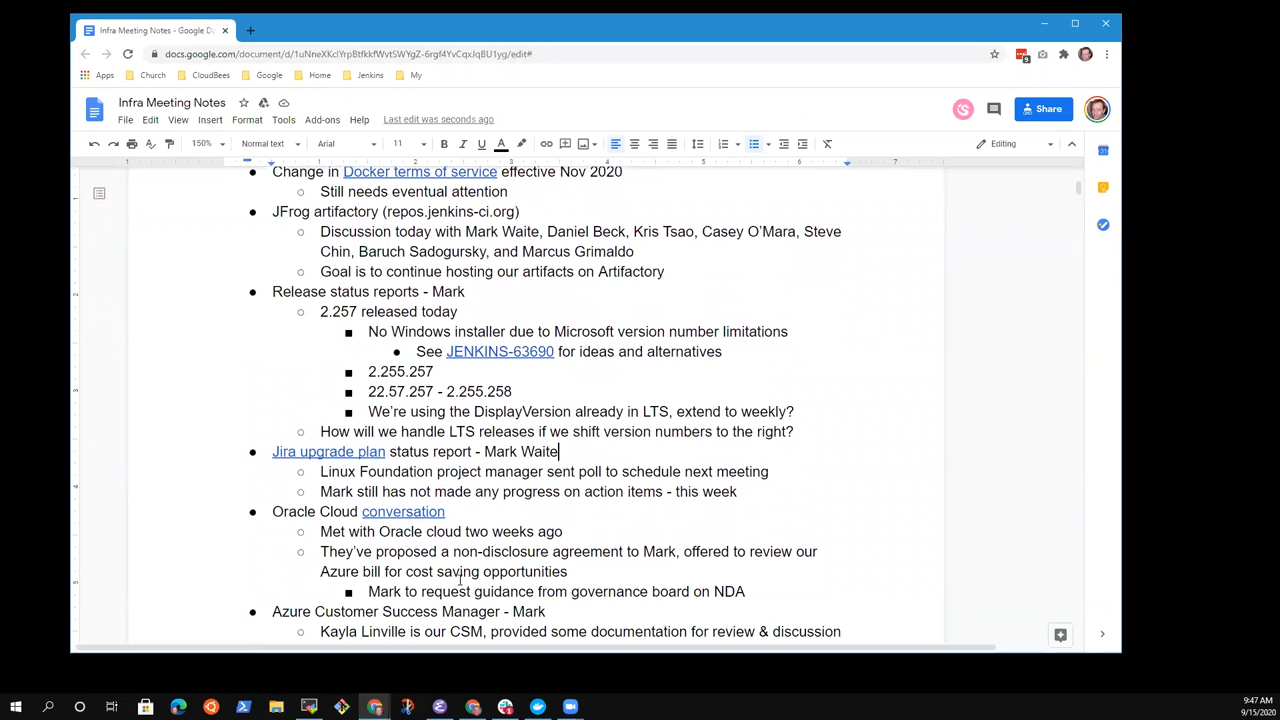 Infra Meeting Notes - Google Do
docs.google.com/document/d/1uNneXKclYrpBtfkkfWvtSWYgZ-6rgf4YvCqxJqBU1yg/edit#
Apps Church CloudBees Google Home Jenkins My
Infra Meeting Notes
File Edit View Insert Format Tools Add-ons Help Last edit was seconds ago
Share
150% Normal text Arial 11 B I U A Editing
1 1 2 3 4 5 6 7
• Change in Docker terms of service effective Nov 2020
○ Still needs eventual attention
• JFrog artifactory (repos.jenkins-ci.org)
○ Discussion today with Mark Waite, Daniel Beck, Kris Tsao, Casey O’Mara, Steve
Chin, Baruch Sadogursky, and Marcus Grimaldo
○ Goal is to continue hosting our artifacts on Artifactory
• Release status reports - Mark
○ 2.257 released today
■ No Windows installer due to Microsoft version number limitations
• See JENKINS-63690 for ideas and alternatives
■ 2.255.257
■ 22.57.257 - 2.255.258
■ We’re using the DisplayVersion already in LTS, extend to weekly?
○ How will we handle LTS releases if we shift version numbers to the right?
• Jira upgrade plan status report - Mark Waite
○ Linux Foundation project manager sent poll to schedule next meeting
○ Mark still has not made any progress on action items - this week
• Oracle Cloud conversation
○ Met with Oracle cloud two weeks ago
○ They’ve proposed a non-disclosure agreement to Mark, offered to review our
Azure bill for cost saving opportunities
■ Mark to request guidance from governance board on NDA
• Azure Customer Success Manager - Mark
○ Kayla Linville is our CSM, provided some documentation for review & discussion
9:47 AM
9/15/2020